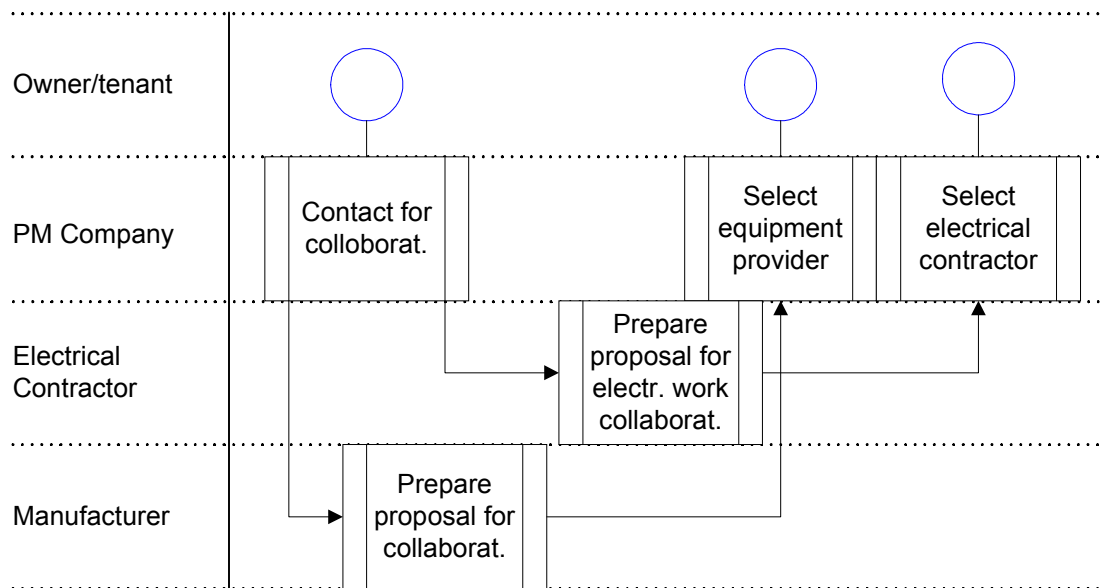 Owner/tenant
PM Company
Contact for
colloborat.
Select
equipment
provider
Select
electrical
contractor
Electrical
Contractor
Prepare
proposal for
electr. work
collaborat.
Manufacturer
Prepare
proposal for
collaborat.